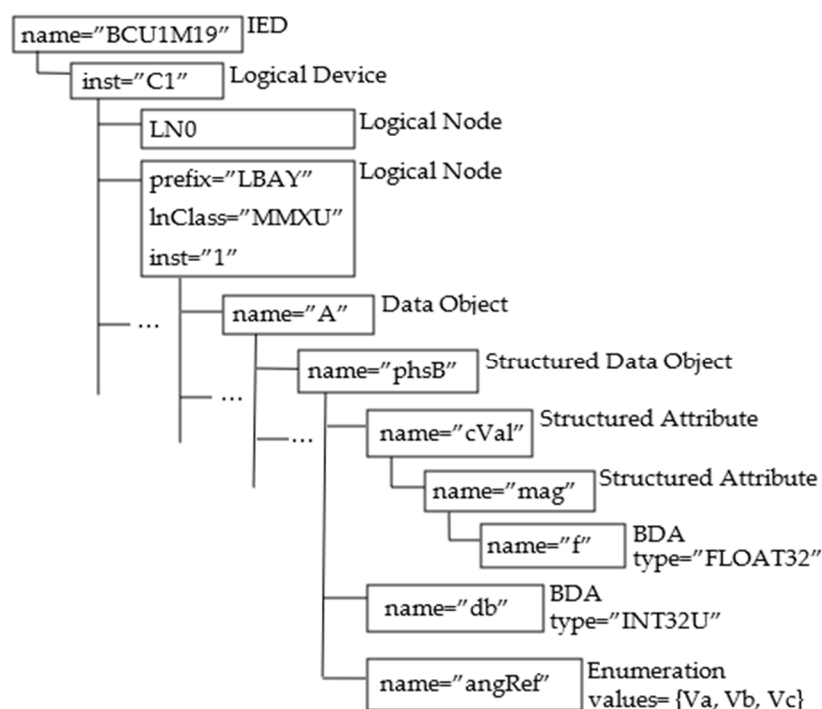 name="BCU1M19" IED
inst="C1" Logical Device
LN0 Logical Node
prefix="LBAY" Logical Node
lnClass="MMXU"
inst="1"
... name="A" Data Object
name="phsB" Structured Data Object
...
... name="cVal" Structured Attribute
name="mag" Structured Attribute
name="f" BDA
type="FLOAT32"
name="db" BDA
type="INT32U"
name="angRef" Enumeration
values= {Va, Vb, Vc}